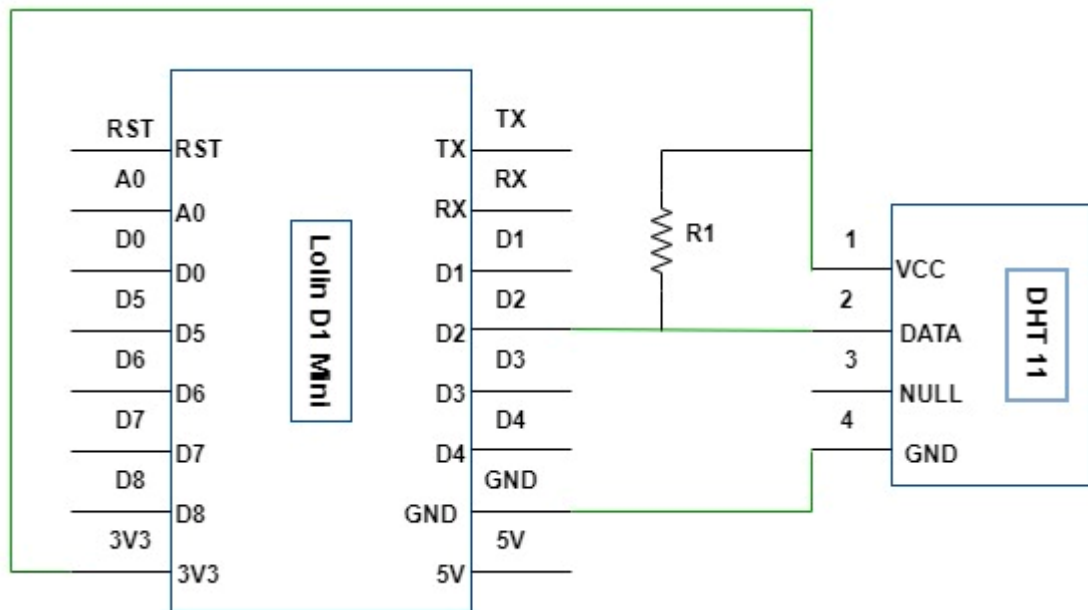 RST
RST
A0
A0
D0
D0
D5
D5
D6
D6
D7
D7
D8
D8
3V3
3V3
Lolin D1 Mini
TX
TX
RX
RX
D1
D1
D2
D2
D3
D3
D4
D4
GND
GND
5V
5V
R1
1
VCC
2
DATA
3
NULL
4
GND
DHT 11